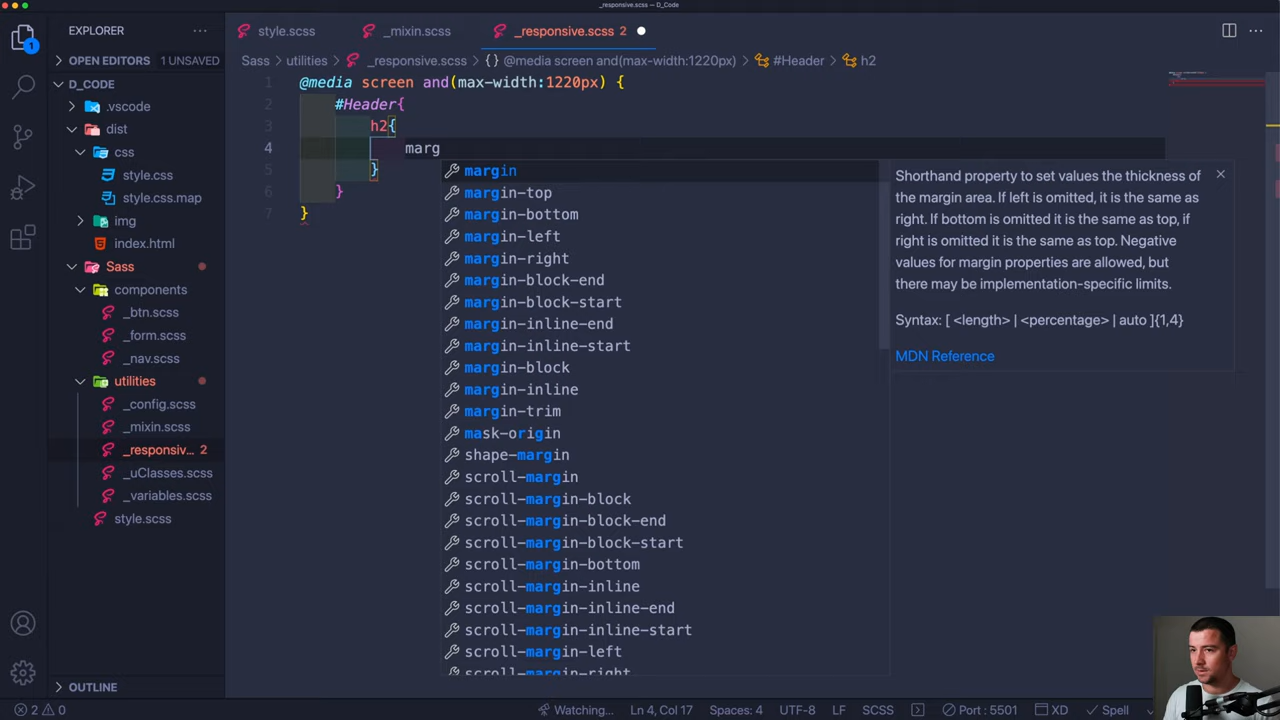 _responsive.scss — D_Code
EXPLORER
style.scss
_mixin.scss
_responsive.scss 2
OPEN EDITORS 1 UNSAVED
Sass > utilities > _responsive.scss > {} @media screen and(max-width:1220px) > #Header > h2
D_CODE
.vscode
dist
css
style.css
style.css.map
img
index.html
Sass
components
_btn.scss
_form.scss
_nav.scss
utilities
_config.scss
_mixin.scss
_responsiv... 2
_uClasses.scss
_variables.scss
style.scss
OUTLINE
1 @media screen and(max-width:1220px) {
2 #Header{
3 h2{
4 marg
5 }
6 }
7 }
margin
margin-top
margin-bottom
margin-left
margin-right
margin-block-end
margin-block-start
margin-inline-end
margin-inline-start
margin-block
margin-inline
margin-trim
mask-origin
shape-margin
scroll-margin
scroll-margin-block
scroll-margin-block-end
scroll-margin-block-start
scroll-margin-bottom
scroll-margin-inline
scroll-margin-inline-end
scroll-margin-inline-start
scroll-margin-left
scroll-margin-right
Shorthand property to set values the thickness of
the margin area. If left is omitted, it is the same as
right. If bottom is omitted it is the same as top, if
right is omitted it is the same as top. Negative
values for margin properties are allowed, but
there may be implementation-specific limits.
Syntax: [ <length> | <percentage> | auto ]{1,4}
MDN Reference
1
2 0 Watching... Ln 4, Col 17 Spaces: 4 UTF-8 LF SCSS Port : 5501 XD Spell